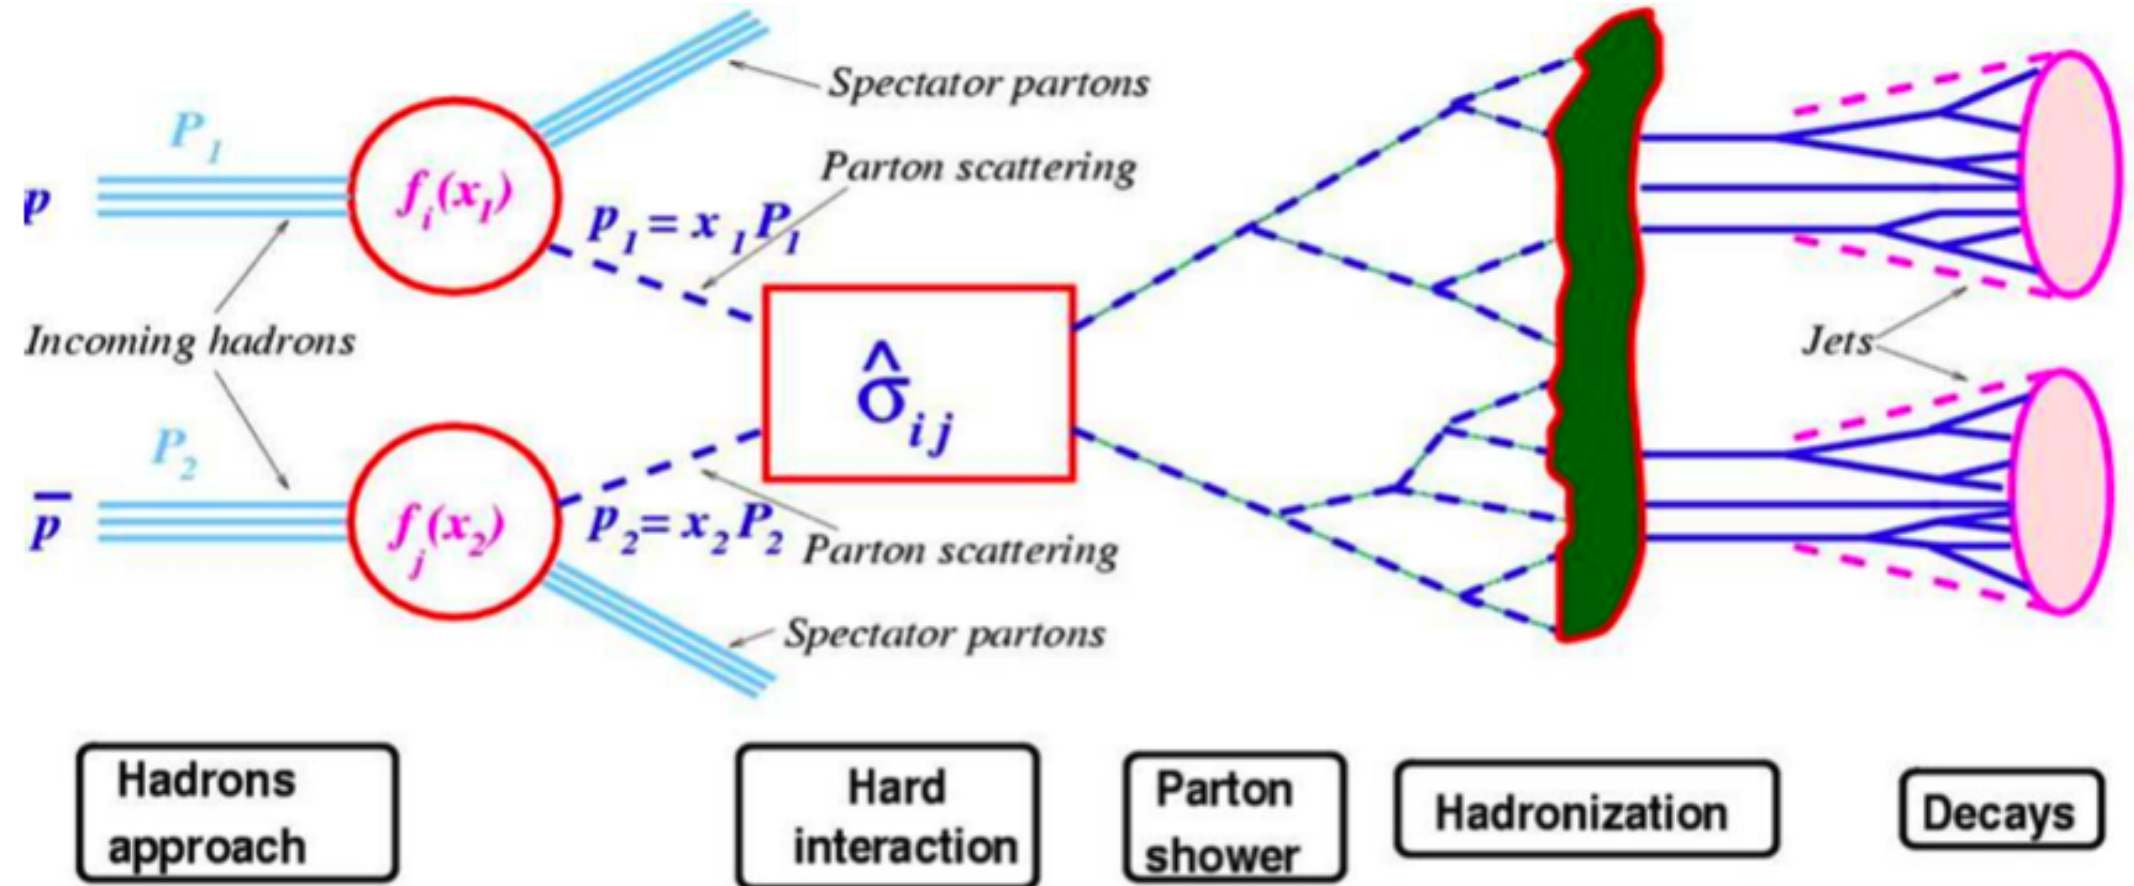 Spectator partons
P₁
Parton scattering
p
fᵢ(x₁)
p₁ = x₁P₁
Incoming hadrons
σ̂ᵢⱼ
Jets
P₂
p̅
fⱼ(x₂)
p₂= x₂P₂
Parton scattering
Spectator partons
Hadrons
approach
Hard
interaction
Parton
shower
Hadronization
Decays